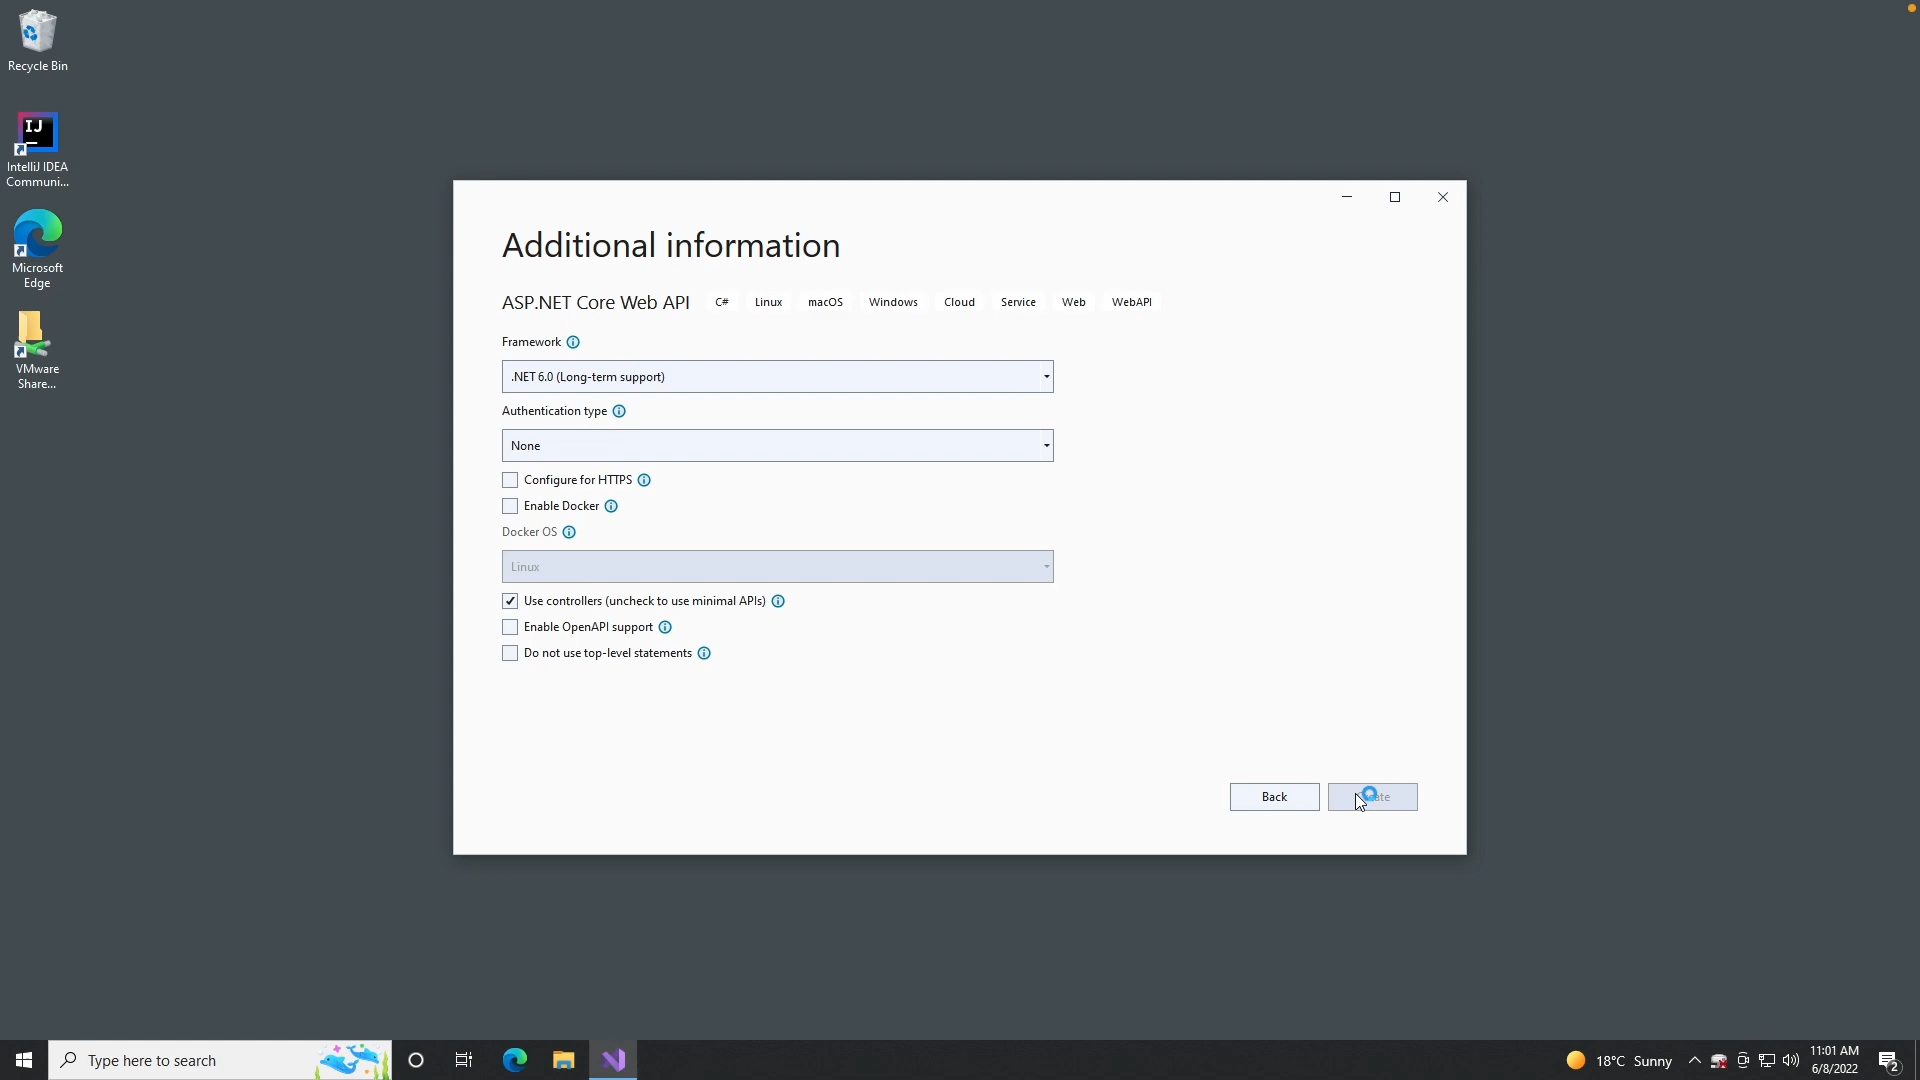 Recycle Bin
IJ
IntelliJ IDEA
Communi...
Microsoft
Edge
VMware
Share...
Additional information
ASP.NET Core Web API C# Linux macOS Windows Cloud Service Web WebAPI
Framework
.NET 6.0 (Long-term support)
Authentication type
None
Configure for HTTPS
Enable Docker
Docker OS
Linux
Use controllers (uncheck to use minimal APIs)
Enable OpenAPI support
Do not use top-level statements
Back
Type here to search
18°C Sunny
11:01 AM
6/8/2022
2